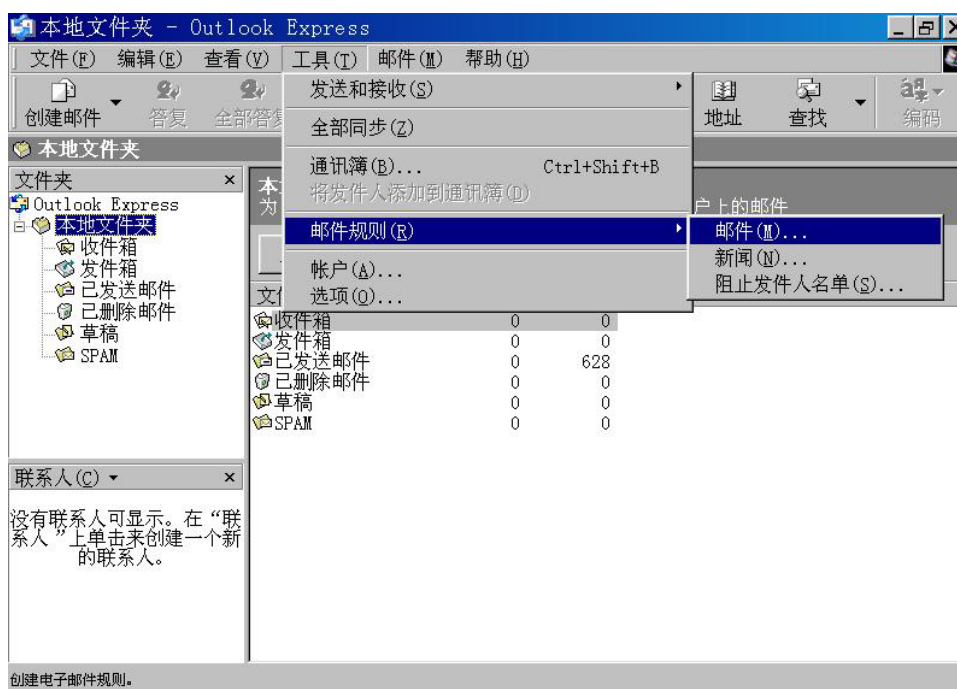 本地文件夹 - Outlook Express
文件(F) 编辑(E) 查看(V) 工具(T) 邮件(M) 帮助(H)
创建邮件 答复 全部答复 地址 查找 编码
发送和接收(S)
全部同步(Z)
通讯簿(B)... Ctrl+Shift+B
将发件人添加到通讯簿(D)
邮件规则(R)
帐户(A)...
选项(O)...
邮件(M)...
新闻(N)...
阻止发件人名单(S)...
本地文件夹
文件夹 ×
Outlook Express
本地文件夹
收件箱
发件箱
已发送邮件
已删除邮件
草稿
SPAM
本
为 户上的邮件
文件
收件箱 0 0
发件箱 0 0
已发送邮件 0 628
已删除邮件 0 0
草稿 0 0
SPAM 0 0
联系人(C) ×
没有联系人可显示。在“联
系人”上单击来创建一个新
的联系人。
创建电子邮件规则。